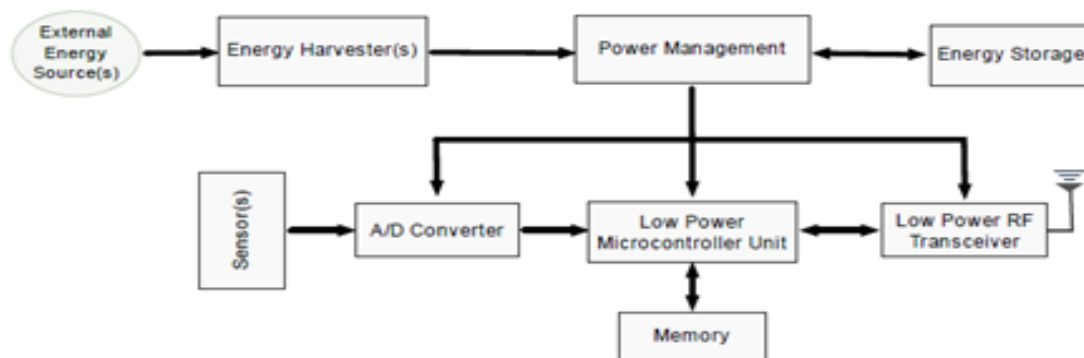 External
Energy
Source(s)
Energy Harvester(s)
Power Management
Energy Storage
Sensor(s)
A/D Converter
Low Power
Microcontroller Unit
Low Power RF
Transceiver
Memory